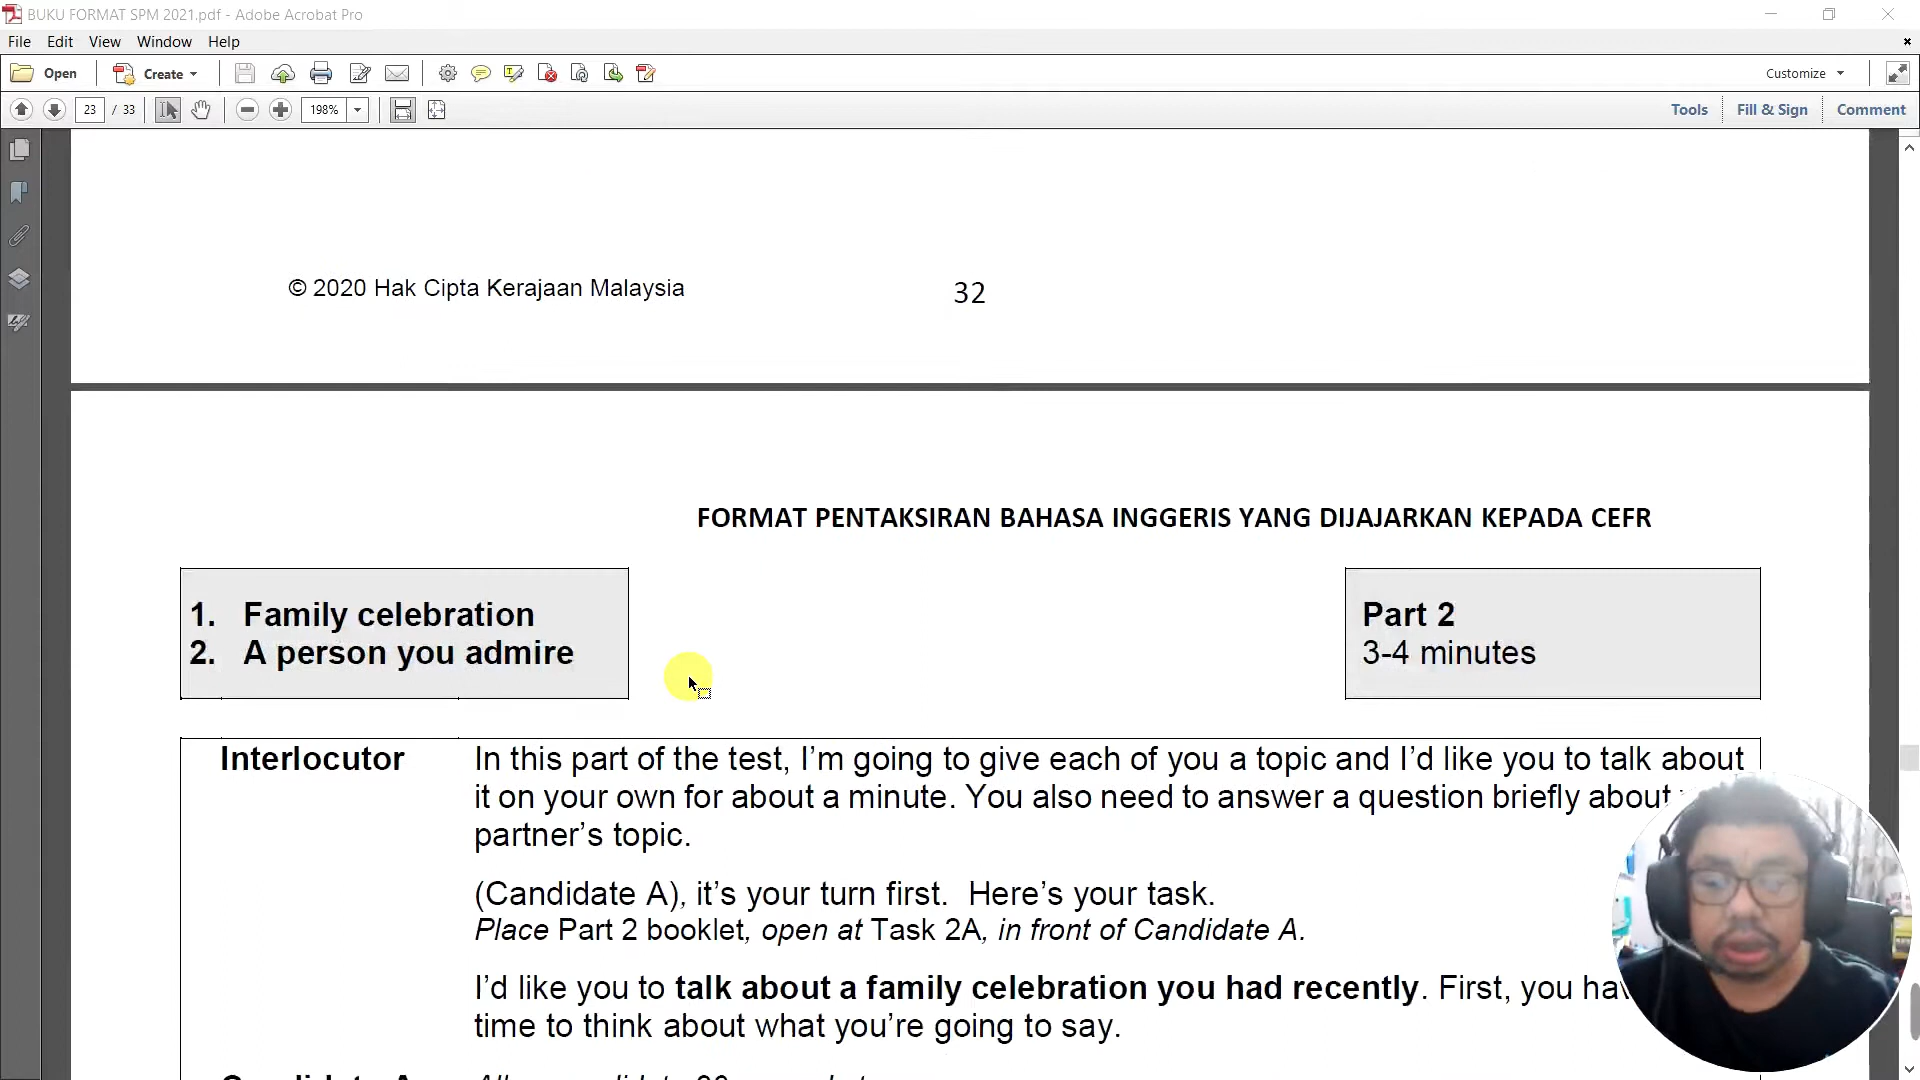 BUKU FORMAT SPM 2021.pdf - Adobe Acrobat Pro
File Edit View Window Help
Open Create Customize
23 / 33 198% Tools Fill & Sign Comment
© 2020 Hak Cipta Kerajaan Malaysia 32
FORMAT PENTAKSIRAN BAHASA INGGERIS YANG DIJAJARKAN KEPADA CEFR
1. Family celebration
2. A person you admire
Part 2
3-4 minutes
Interlocutor In this part of the test, I'm going to give each of you a topic and I'd like you to talk about
it on your own for about a minute. You also need to answer a question briefly about
partner's topic.
(Candidate A), it's your turn first. Here's your task.
Place Part 2 booklet, open at Task 2A, in front of Candidate A.
I'd like you to talk about a family celebration you had recently. First, you
time to think about what you're going to say.